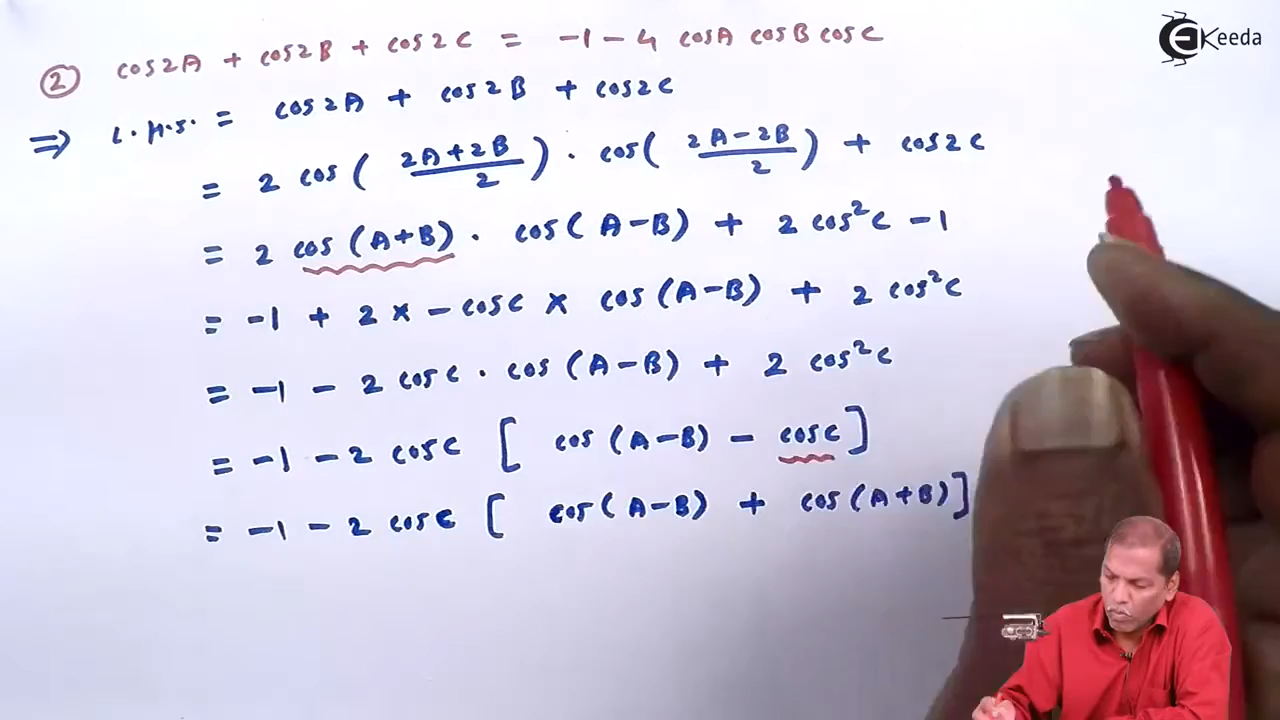 Keeda
② cos2A + cos2B + cos2C = -1 - 4 cosA cosB cosC
⇒ L.H.S. = cos2A + cos2B + cos2C
= 2 cos( (2A+2B)/2 ) . cos( (2A-2B)/2 ) + cos2C
= 2 cos(A+B) . cos(A-B) + 2 cos²C - 1
= -1 + 2 x - cosC x cos(A-B) + 2 cos²C
= -1 - 2 cosC . cos(A-B) + 2 cos²C
= -1 - 2 cosC [ cos(A-B) - cosC ]
= -1 - 2 cosC [ cos(A-B) + cos(A+B) ]